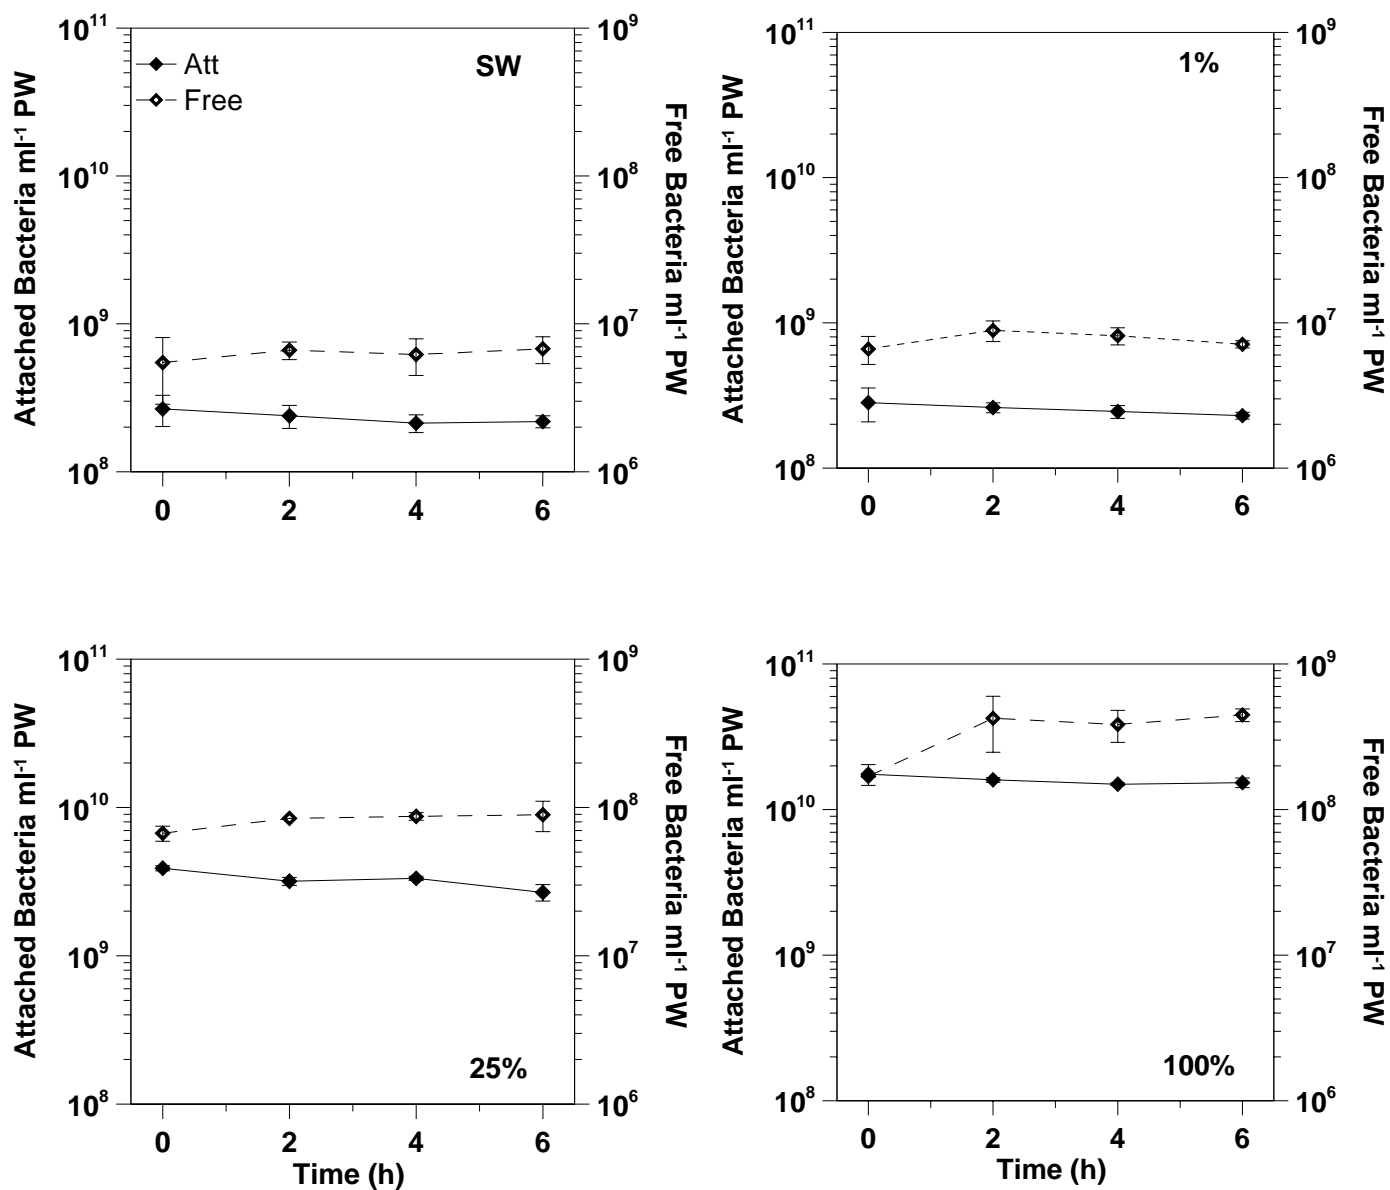 10¹¹
10¹⁰
10⁹
10⁸
Attached Bacteria ml⁻¹ PW
Att
Free
SW
10⁹
10⁸
10⁷
10⁶
Free Bacteria ml⁻¹ PW
0 2 4 6
10¹¹
10¹⁰
10⁹
10⁸
Attached Bacteria ml⁻¹ PW
1%
10⁹
10⁸
10⁷
10⁶
Free Bacteria ml⁻¹ PW
0 2 4 6
10¹¹
10¹⁰
10⁹
10⁸
Attached Bacteria ml⁻¹ PW
25%
10⁹
10⁸
10⁷
10⁶
Free Bacteria ml⁻¹ PW
0 2 4 6
Time (h)
10¹¹
10¹⁰
10⁹
10⁸
Attached Bacteria ml⁻¹ PW
100%
10⁹
10⁸
10⁷
10⁶
Free Bacteria ml⁻¹ PW
0 2 4 6
Time (h)